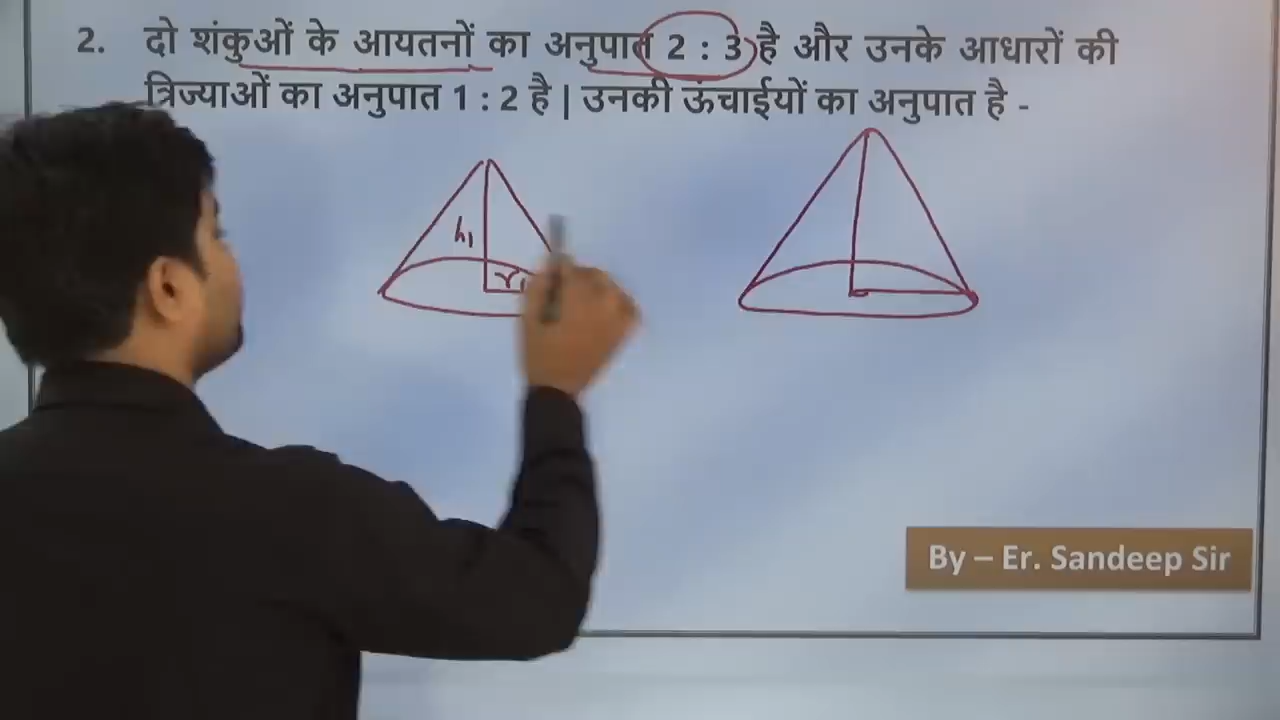 2. दो शंकुओं के आयतनों का अनुपात 2 : 3 है और उनके आधारों की
त्रिज्याओं का अनुपात 1 : 2 है | उनकी ऊंचाईयों का अनुपात है -
h₁
r₁
By – Er. Sandeep Sir